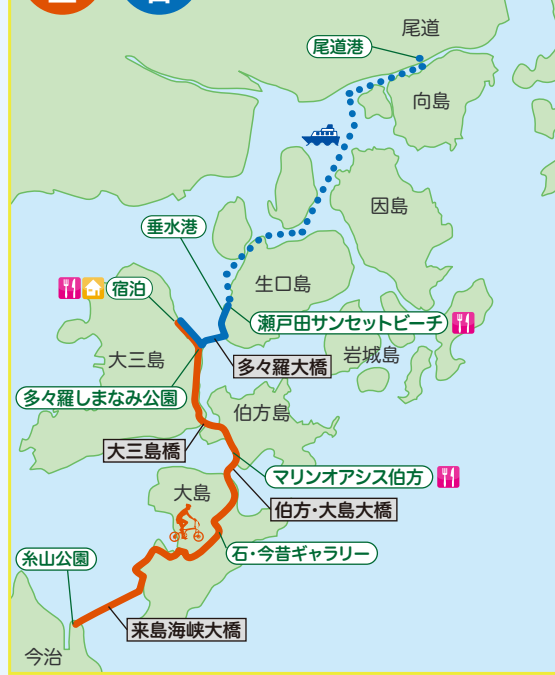 尾道
尾道港
向島
因島
垂水港
生口島
宿泊
瀬戸田サンセットビーチ
大三島
多々羅大橋
岩城島
多々羅しまなみ公園
伯方島
大三島橋
マリンオアシス伯方
大島
伯方・大島大橋
石・今昔ギャラリー
糸山公園
来島海峡大橋
今治